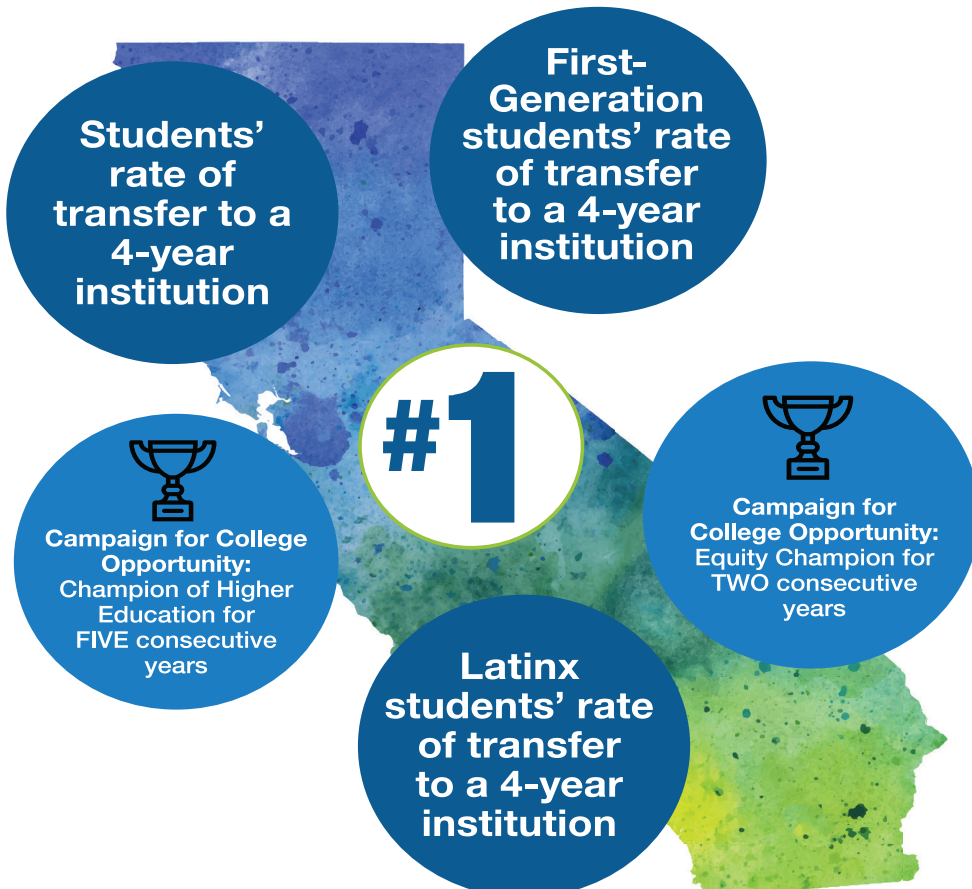 Students’
rate of
transfer to a
4-year
institution
First-
Generation
students’ rate
of transfer
to a 4-year
institution
#1
Campaign for College
Opportunity:
Champion of Higher
Education for
FIVE consecutive
years
Campaign for
College Opportunity:
Equity Champion for
TWO consecutive
years
Latinx
students’ rate
of transfer
to a 4-year
institution